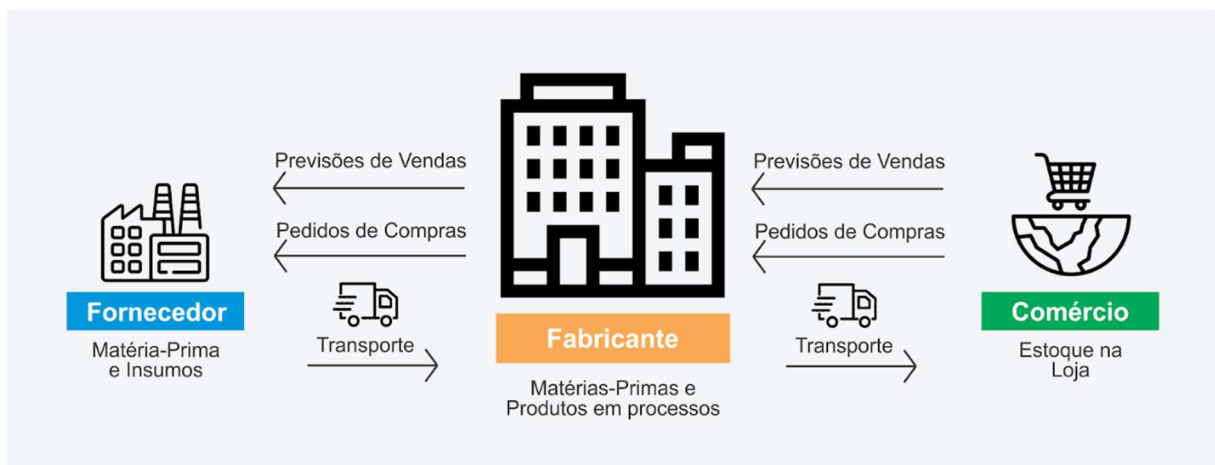 Previsões de Vendas
Pedidos de Compras
Fornecedor
Matéria-Prima
e Insumos
Transporte
Fabricante
Matérias-Primas e
Produtos em processos
Previsões de Vendas
Pedidos de Compras
Transporte
Comércio
Estoque na
Loja